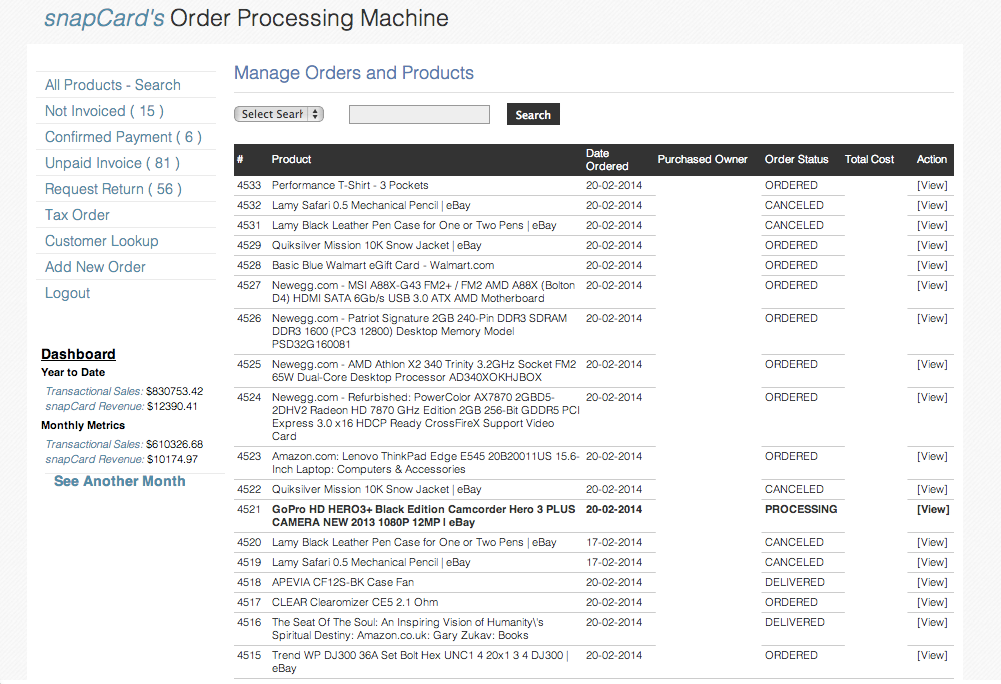 snapCard's Order Processing Machine
All Products - Search
Not Invoiced ( 15 )
Confirmed Payment ( 6 )
Unpaid Invoice ( 81 )
Request Return ( 56 )
Tax Order
Customer Lookup
Add New Order
Logout
Dashboard
Year to Date
Transactional Sales: $830753.42
snapCard Revenue: $12390.41
Monthly Metrics
Transactional Sales: $610326.68
snapCard Revenue: $10174.97
See Another Month
Manage Orders and Products
Select Searl Search
# Product Date Ordered Purchased Owner Order Status Total Cost Action
4533 Performance T-Shirt - 3 Pockets 20-02-2014 ORDERED [View]
4532 Lamy Safari 0.5 Mechanical Pencil | eBay 20-02-2014 CANCELED [View]
4531 Lamy Black Leather Pen Case for One or Two Pens | eBay 20-02-2014 CANCELED [View]
4529 Quiksilver Mission 10K Snow Jacket | eBay 20-02-2014 ORDERED [View]
4528 Basic Blue Walmart eGift Card - Walmart.com 20-02-2014 ORDERED [View]
4527 Newegg.com - MSI A88X-G43 FM2+ / FM2 AMD A88X (Bolton 20-02-2014 ORDERED [View]
D4) HDMI SATA 6Gb/s USB 3.0 ATX AMD Motherboard
4526 Newegg.com - Patriot Signature 2GB 240-Pin DDR3 SDRAM 20-02-2014 ORDERED [View]
DDR3 1600 (PC3 12800) Desktop Memory Model
PSD32G160081
4525 Newegg.com - AMD Athlon X2 340 Trinity 3.2GHz Socket FM2 20-02-2014 ORDERED [View]
65W Dual-Core Desktop Processor AD340XOKHJBOX
4524 Newegg.com - Refurbished: PowerColor AX7870 2GBD5- 20-02-2014 ORDERED [View]
2DHV2 Radeon HD 7870 GHz Edition 2GB 256-Bit GDDR5 PCI
Express 3.0 x16 HDCP Ready CrossFireX Support Video
Card
4523 Amazon.com: Lenovo ThinkPad Edge E545 20B20011US 15.6- 20-02-2014 ORDERED [View]
Inch Laptop: Computers & Accessories
4522 Quiksilver Mission 10K Snow Jacket | eBay 20-02-2014 CANCELED [View]
4521 GoPro HD HERO3+ Black Edition Camcorder Hero 3 PLUS 20-02-2014 PROCESSING [View]
CAMERA NEW 2013 1080P 12MP | eBay
4520 Lamy Black Leather Pen Case for One or Two Pens | eBay 17-02-2014 CANCELED [View]
4519 Lamy Safari 0.5 Mechanical Pencil | eBay 17-02-2014 CANCELED [View]
4518 APEVIA CF12S-BK Case Fan 20-02-2014 DELIVERED [View]
4517 CLEAR Clearomizer CE5 2.1 Ohm 20-02-2014 ORDERED [View]
4516 The Seat Of The Soul: An Inspiring Vision of Humanity\'s 20-02-2014 DELIVERED [View]
Spiritual Destiny: Amazon.co.uk: Gary Zukav: Books
4515 Trend WP DJ300 36A Set Bolt Hex UNC1 4 20x1 3 4 DJ300 | 20-02-2014 ORDERED [View]
eBay